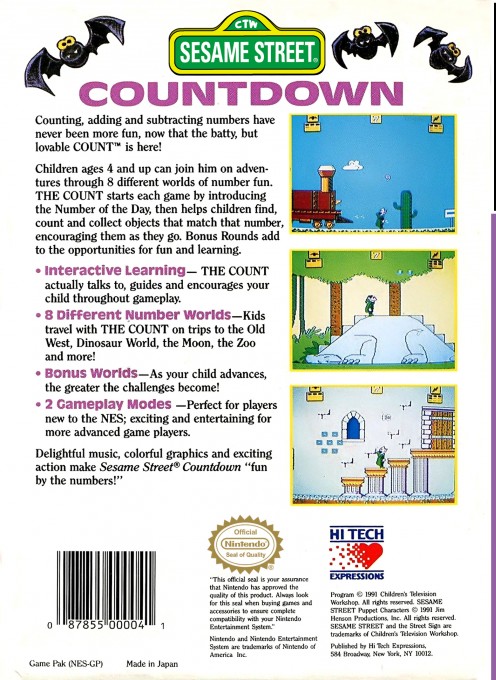 CTW
SESAME STREET®
COUNTDOWN
Counting, adding and subtracting numbers have
never been more fun, now that the batty, but
lovable COUNT™ is here!
Children ages 4 and up can join him on adven-
tures through 8 different worlds of number fun.
THE COUNT starts each game by introducing
the Number of the Day, then helps children find,
count and collect objects that match that number,
encouraging them as they go. Bonus Rounds add
to the opportunities for fun and learning.
• Interactive Learning— THE COUNT
actually talks to, guides and encourages your
child throughout gameplay.
• 8 Different Number Worlds—Kids
travel with THE COUNT on trips to the Old
West, Dinosaur World, the Moon, the Zoo
and more!
• Bonus Worlds—As your child advances,
the greater the challenges become!
• 2 Gameplay Modes —Perfect for players
new to the NES; exciting and entertaining for
more advanced game players.
Delightful music, colorful graphics and exciting
action make Sesame Street® Countdown "fun
by the numbers!"
Official
Nintendo
Seal of Quality
"This official seal is your assurance
that Nintendo has approved the
quality of this product. Always look
for this seal when buying games and
accessories to ensure complete
compatibility with your Nintendo
Entertainment System."
Nintendo and Nintendo Entertainment
System are trademarks of Nintendo of
America Inc.
HI TECH
EXPRESSIONS
Program © 1991 Children's Television
Workshop. All rights reserved. SESAME
STREET Puppet Characters © 1991 Jim
Henson Productions, Inc. All rights reserved.
SESAME STREET and the Street Sign are
trademarks of Children's Television Workshop.
Published by Hi Tech Expressions,
584 Broadway, New York, NY 10012.
0 87855 00004 1
Game Pak (NES-GP) Made in Japan